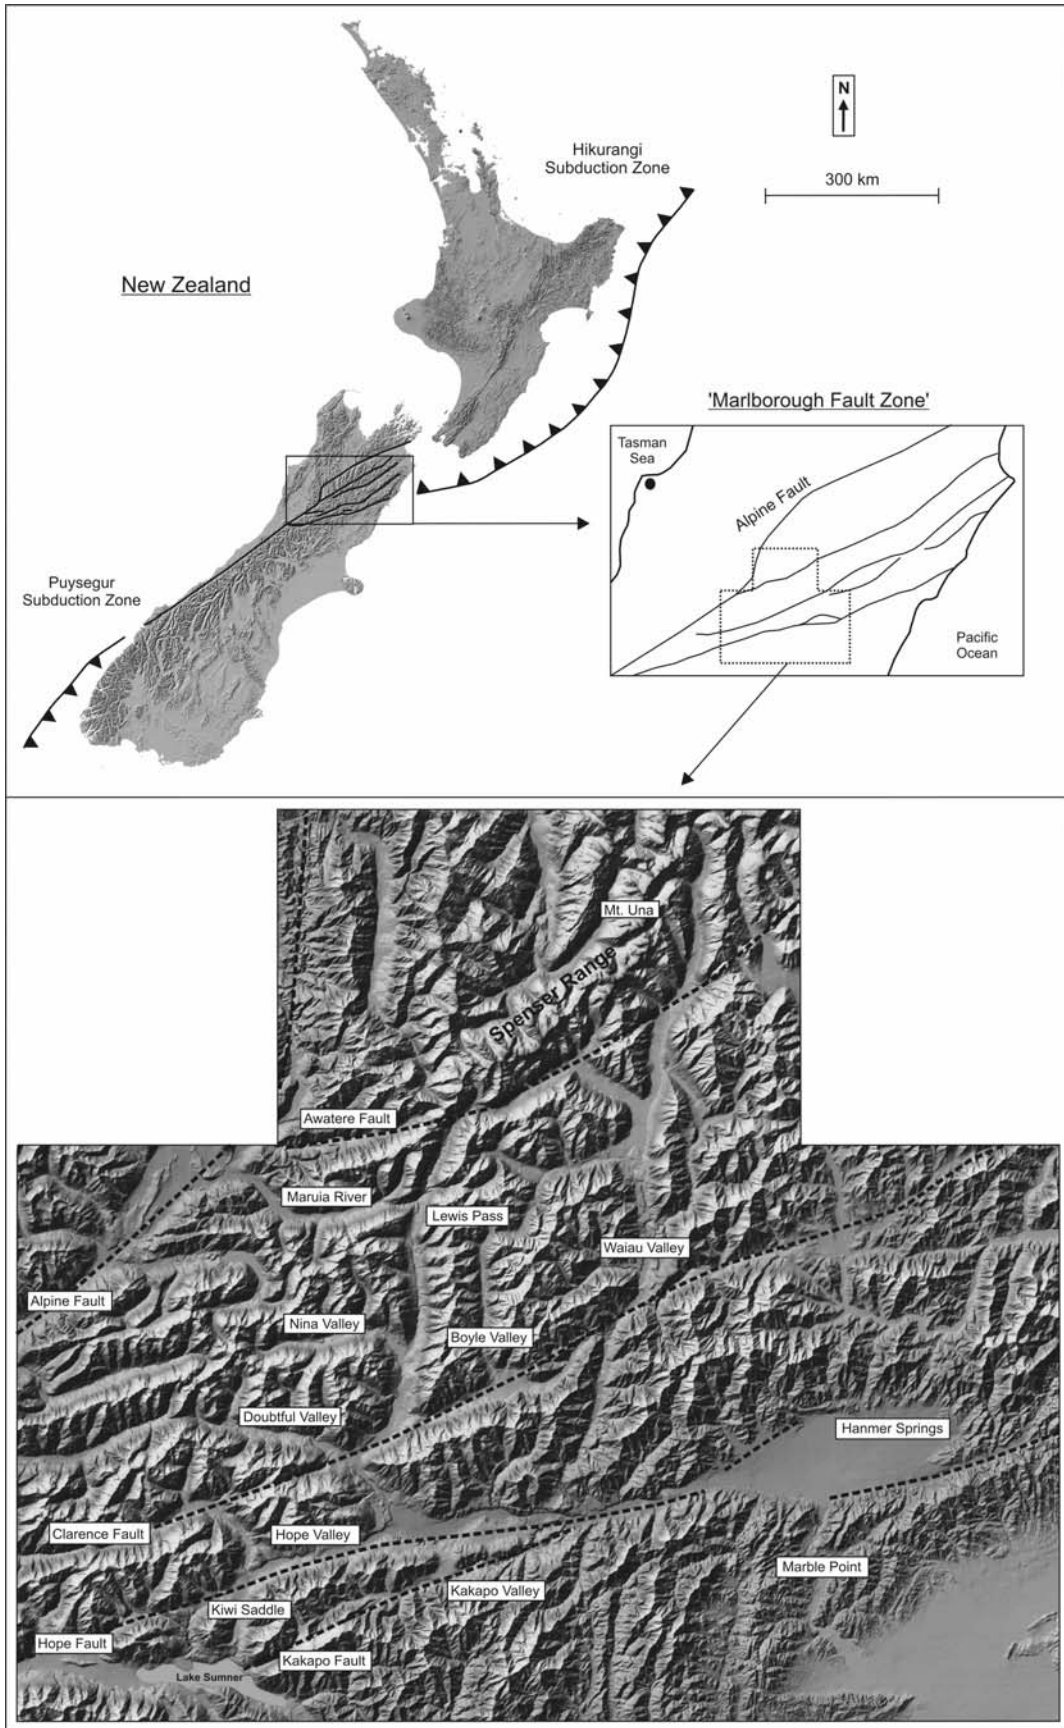 N
Hikurangi
Subduction Zone
300 km
New Zealand
'Marlborough Fault Zone'
Tasman
Sea
Alpine Fault
Puysegur
Subduction Zone
Pacific
Ocean
Mt. Una
Spenser Range
Awatere Fault
Maruia River
Lewis Pass
Waiau Valley
Alpine Fault
Nina Valley
Boyle Valley
Doubtful Valley
Hanmer Springs
Clarence Fault
Hope Valley
Marble Point
Kakapo Valley
Kiwi Saddle
Hope Fault
Kakapo Fault
Lake Sumner